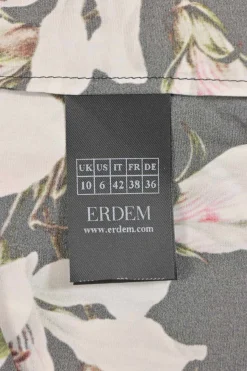 UK US IT FR DE
10 6 42 38 36
ERDEM
www.erdem.com